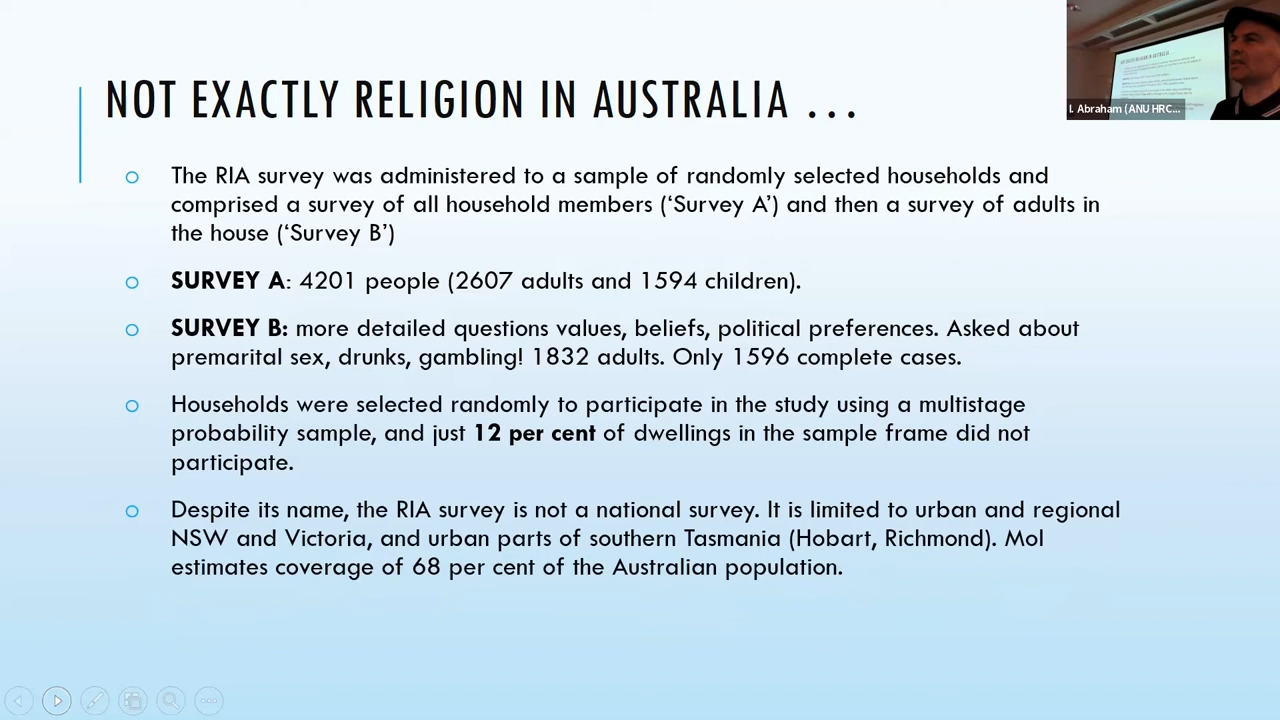 NOT EXACTLY RELIGION IN AUSTRALIA ...
I. Abraham (ANU HRC...
The RIA survey was administered to a sample of randomly selected households and
comprised a survey of all household members (‘Survey A’) and then a survey of adults in
the house (‘Survey B’)
SURVEY A: 4201 people (2607 adults and 1594 children).
SURVEY B: more detailed questions values, beliefs, political preferences. Asked about
premarital sex, drunks, gambling! 1832 adults. Only 1596 complete cases.
Households were selected randomly to participate in the study using a multistage
probability sample, and just 12 per cent of dwellings in the sample frame did not
participate.
Despite its name, the RIA survey is not a national survey. It is limited to urban and regional
NSW and Victoria, and urban parts of southern Tasmania (Hobart, Richmond). Mol
estimates coverage of 68 per cent of the Australian population.